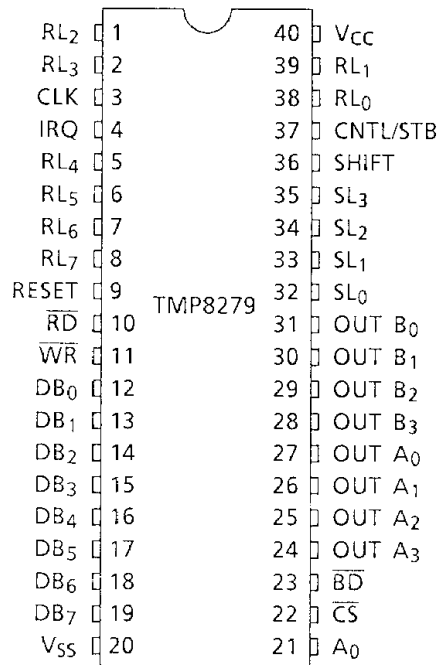 RL₂ 1 40 VCC
RL₃ 2 39 RL₁
CLK 3 38 RL₀
IRQ 4 37 CNTL/STB
RL₄ 5 36 SHIFT
RL₅ 6 35 SL₃
RL₆ 7 34 SL₂
RL₇ 8 33 SL₁
RESET 9 32 SL₀
TMP8279
R̅D̅ 10 31 OUT B₀
W̅R̅ 11 30 OUT B₁
DB₀ 12 29 OUT B₂
DB₁ 13 28 OUT B₃
DB₂ 14 27 OUT A₀
DB₃ 15 26 OUT A₁
DB₄ 16 25 OUT A₂
DB₅ 17 24 OUT A₃
DB₆ 18 23 B̅D̅
DB₇ 19 22 C̅S̅
VSS 20 21 A₀